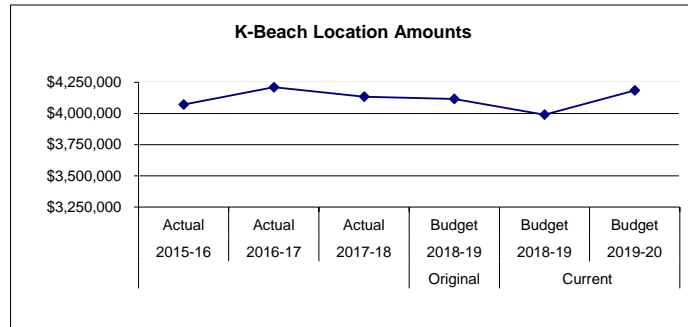 K-Beach Location Amounts
$4,250,000
$4,000,000
$3,750,000
$3,500,000
$3,250,000
Actual Actual Actual Budget Budget Budget
2015-16 2016-17 2017-18 2018-19 2018-19 2019-20
Original Current